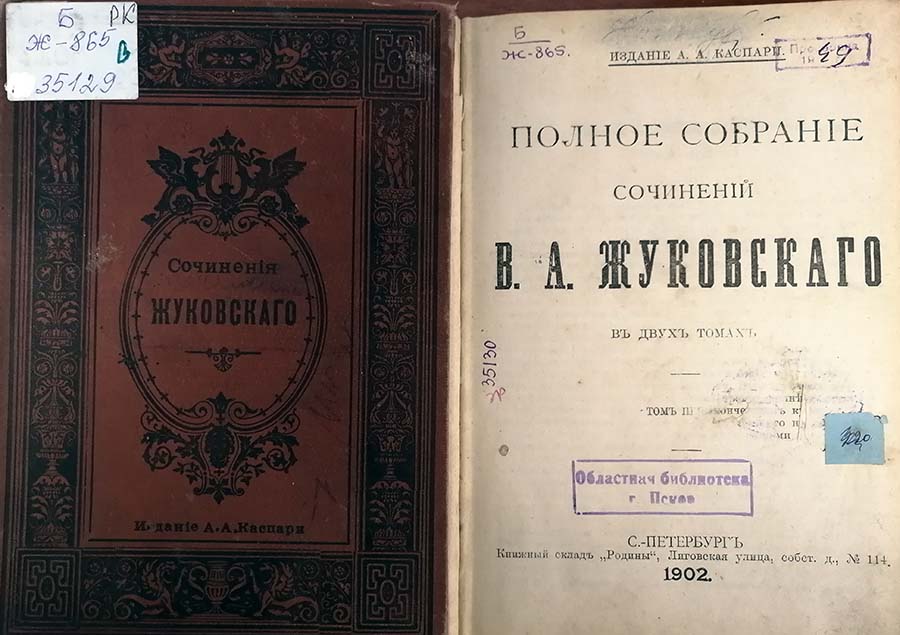 Б РК
Ж-865 В
35129
Сочиненія
ЖУКОВСКАГО
А. А. Каспари
Б
Ж-865.
ИЗДАНІЕ А. А. КАСПАРИ.
49
ПОЛНОЕ СОБРАНІЕ
СОЧИНЕНІЙ
В. А. ЖУКОВСКАГО
ВЪ ДВУХЪ ТОМАХЪ
35130
ТОМЪ
Областная библиотека
г. Псков
С.-ПЕТЕРБУРГЪ
Книжный складъ „Родины“, Лиговская улица, собст. д., № 114.
1902.